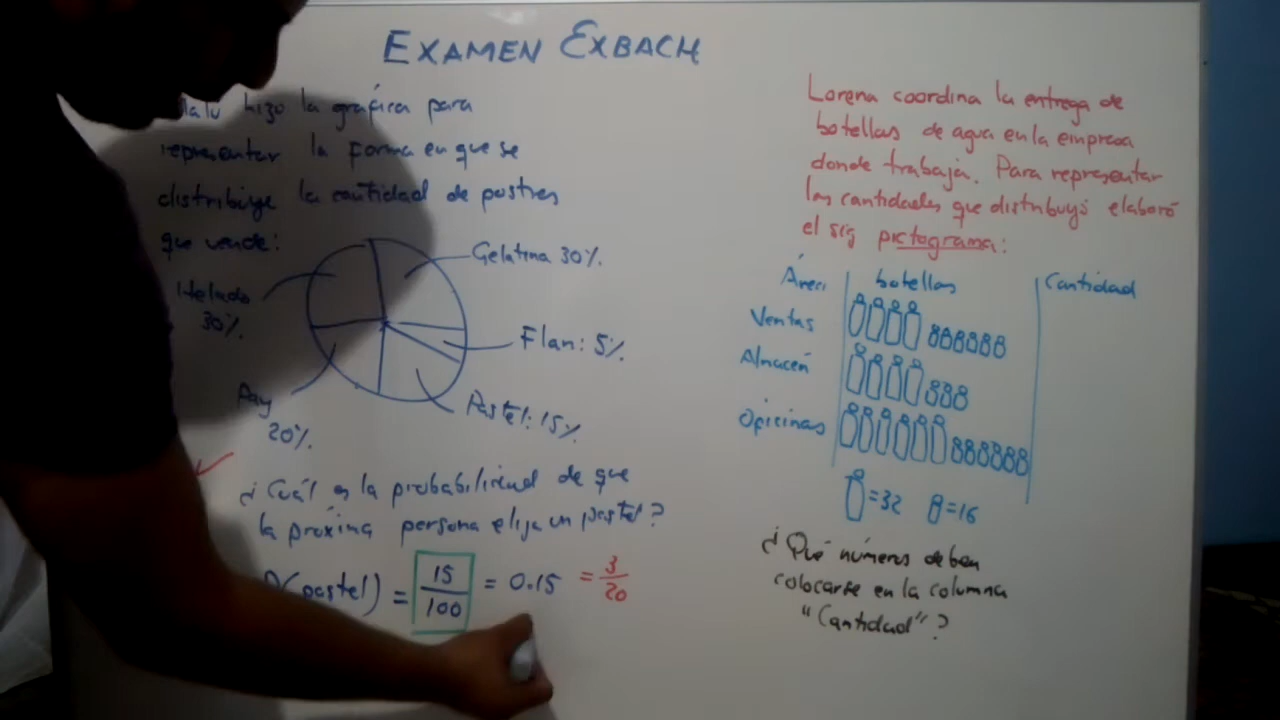 EXAMEN EXBACH
hizo la gráfica para
representar la forma en que se
distribuye la cantidad de postres
que vende:
Gelatina 30%.
Helado
30%.
Flan: 5%
Pay
20%.
Pastel: 15%
¿Cuál es la probabilidad de que
la próxima persona elija un pastel?
(pastel) = 15/100 = 0.15 = 3/20
Lorena coordina la entrega de
botellas de agua en la empresa
donde trabaja. Para representar
las cantidades que distribuyó elaboró
el sig pictograma:
Área botellas Cantidad
Ventas
Almacén
Oficinas
=32 =16
¿Qué números deben
colocarse en la columna
"Cantidad"?